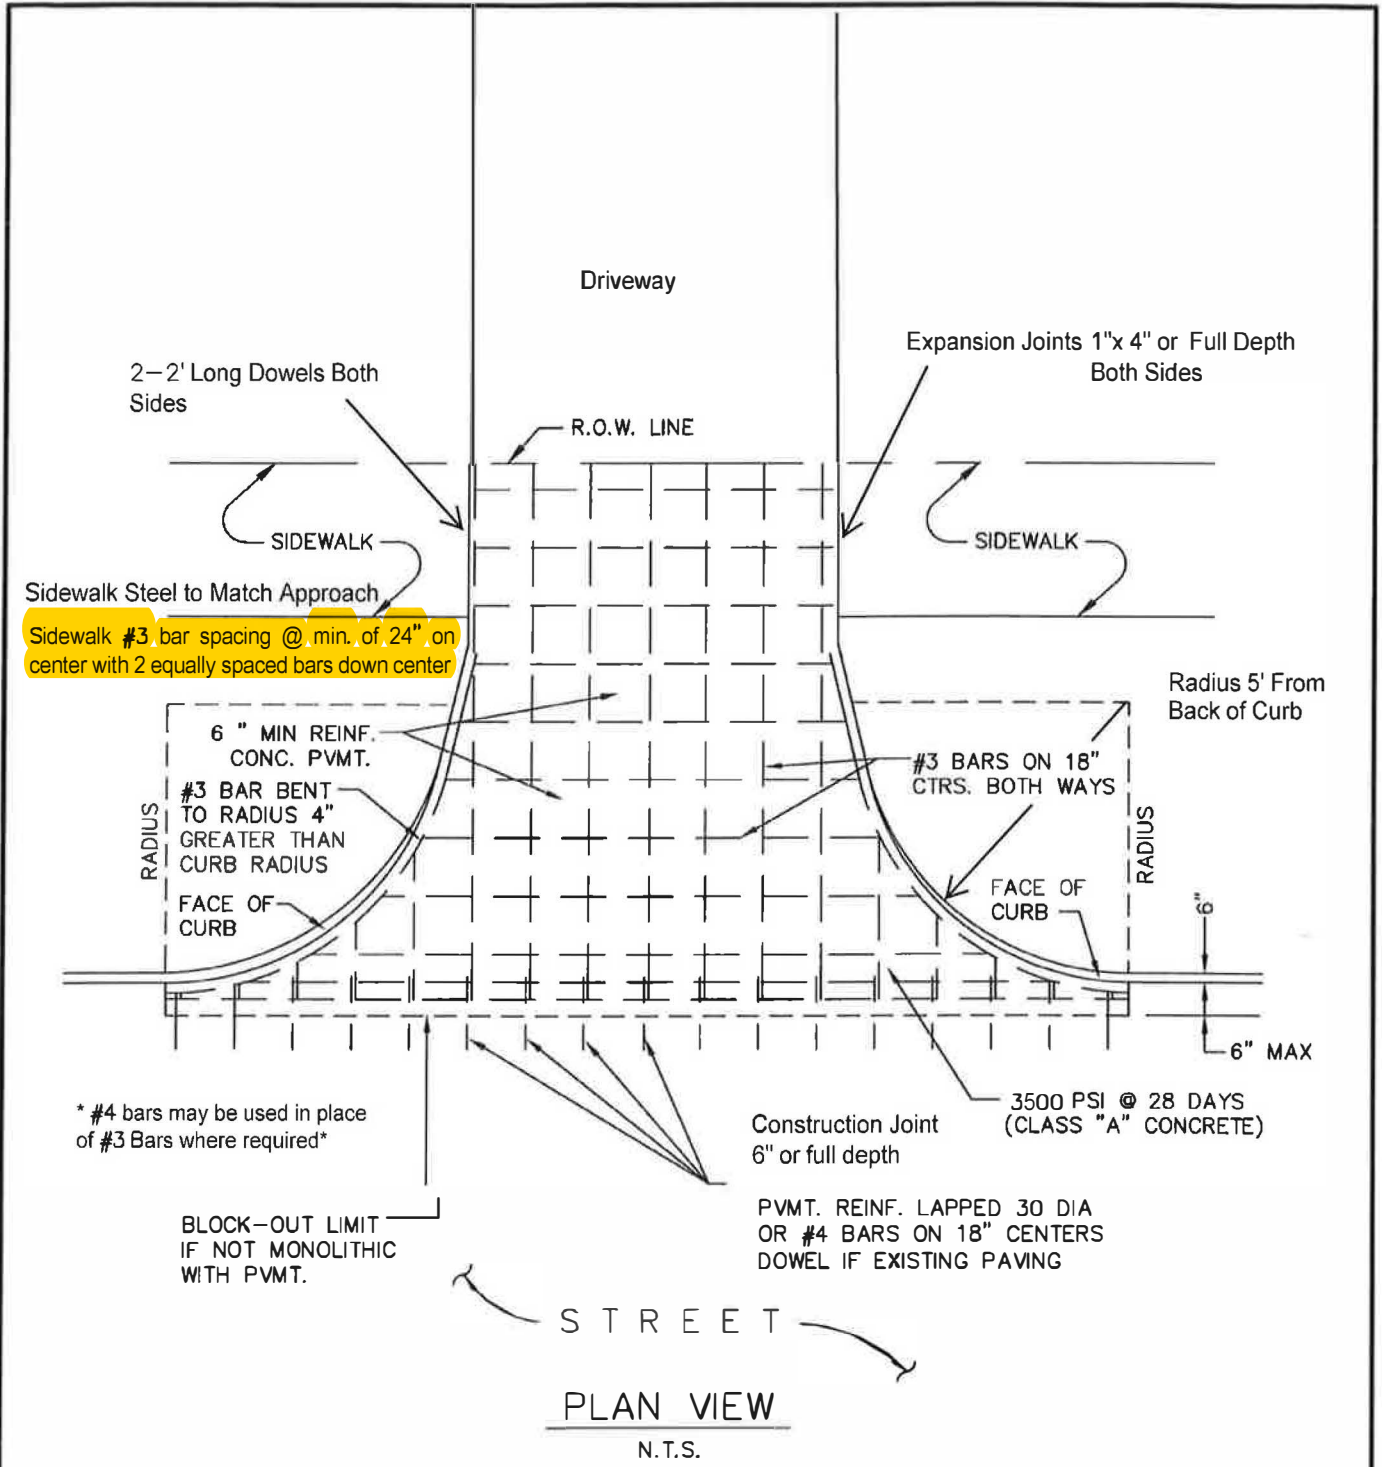 Driveway
Expansion Joints 1"x 4" or Full Depth
Both Sides
2-2' Long Dowels Both
Sides
R.O.W. LINE
SIDEWALK
SIDEWALK
Sidewalk Steel to Match Approach
Sidewalk #3 bar spacing @ min. of 24" on
center with 2 equally spaced bars down center
Radius 5' From
Back of Curb
6 " MIN REINF.
CONC. PVMT.
#3 BARS ON 18"
CTRS. BOTH WAYS
#3 BAR BENT
TO RADIUS 4"
GREATER THAN
CURB RADIUS
RADIUS
RADIUS
FACE OF
CURB
FACE OF
CURB
6"
6" MAX
* #4 bars may be used in place
of #3 Bars where required*
3500 PSI @ 28 DAYS
(CLASS "A" CONCRETE)
Construction Joint
6" or full depth
PVMT. REINF. LAPPED 30 DIA
OR #4 BARS ON 18" CENTERS
DOWEL IF EXISTING PAVING
BLOCK-OUT LIMIT
IF NOT MONOLITHIC
WITH PVMT.
STREET
PLAN VIEW
N.T.S.